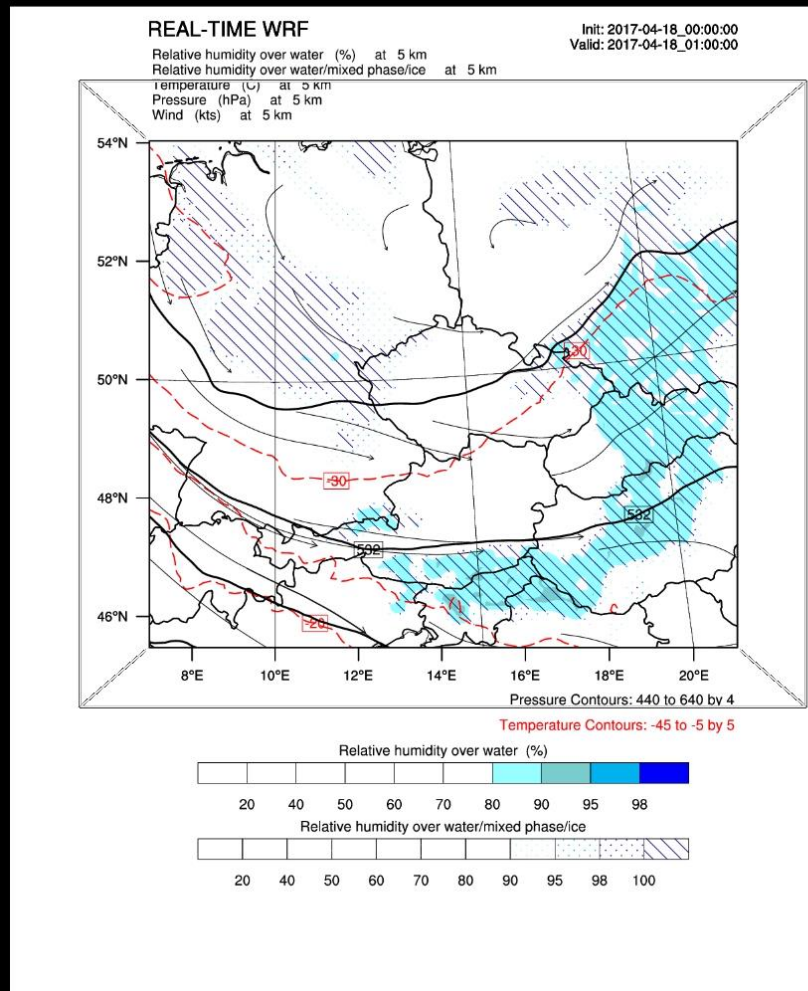 REAL-TIME WRF
Init: 2017-04-18_00:00:00
Valid: 2017-04-18_01:00:00
Relative humidity over water (%) at 5 km
Relative humidity over water/mixed phase/ice at 5 km
Temperature (C) at 5 km
Pressure (hPa) at 5 km
Wind (kts) at 5 km
54°N
52°N
-30
50°N
-30
48°N
532
532
46°N
-20
8°E 10°E 12°E 14°E 16°E 18°E 20°E
Pressure Contours: 440 to 640 by 4
Temperature Contours: -45 to -5 by 5
Relative humidity over water (%)
20 40 50 60 70 80 90 95 98
Relative humidity over water/mixed phase/ice
20 40 50 60 70 80 90 95 98 100